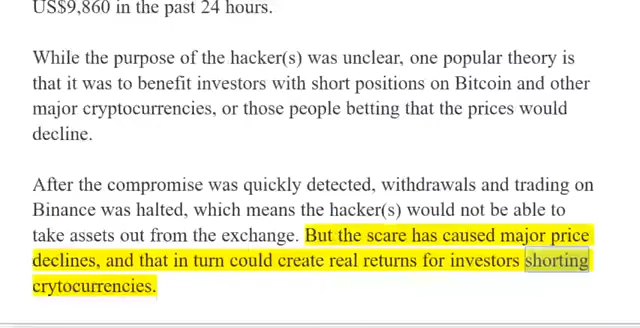 US$9,860 in the past 24 hours.
While the purpose of the hacker(s) was unclear, one popular theory is
that it was to benefit investors with short positions on Bitcoin and other
major cryptocurrencies, or those people betting that the prices would
decline.
After the compromise was quickly detected, withdrawals and trading on
Binance was halted, which means the hacker(s) would not be able to
take assets out from the exchange. But the scare has caused major price
declines, and that in turn could create real returns for investors shorting
crytocurrencies.